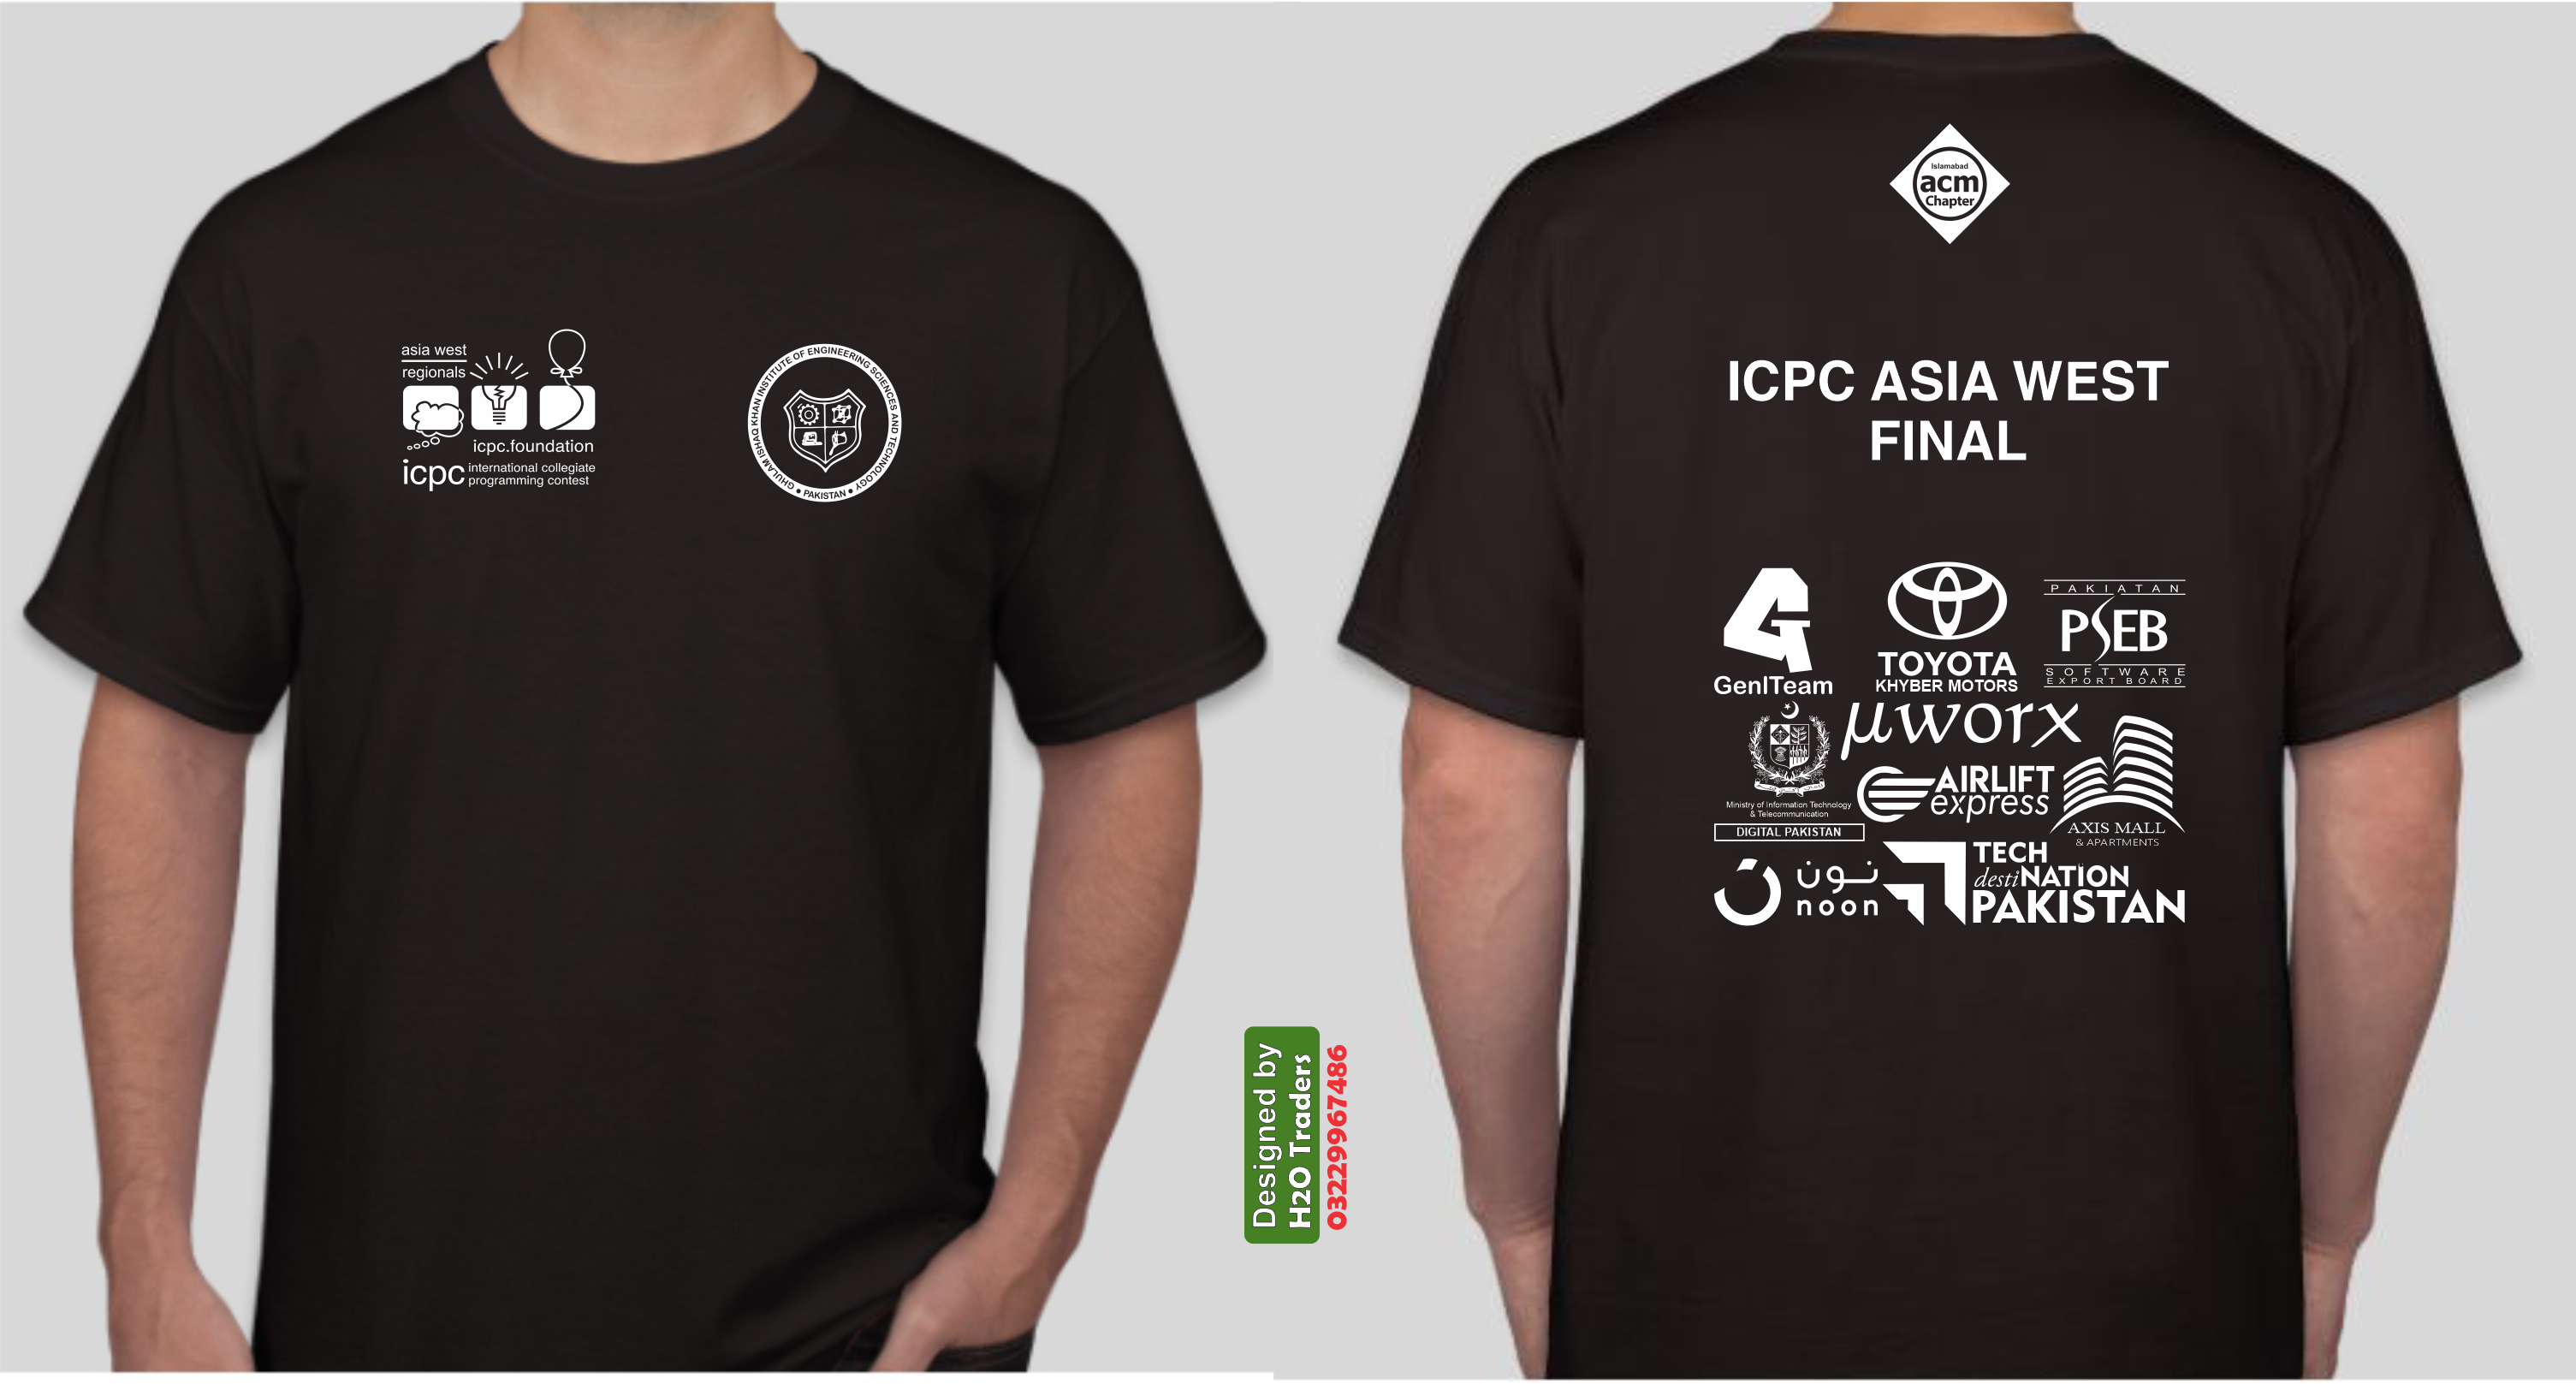 asia west
regionals
icpc.foundation
icpc international collegiate
programming contest
GHULAM ISHAQ KHAN INSTITUTE OF ENGINEERING SCIENCES AND TECHNOLOGY
• PAKISTAN •
Designed by
H2O Traders
03229967486
Islamabad
acm
Chapter
ICPC ASIA WEST
FINAL
GenITeam
TOYOTA
KHYBER MOTORS
PAKIATAN
PSEB
SOFTWARE
EXPORT BOARD
μworx
Ministry of Information Technology
& Telecommunication
DIGITAL PAKISTAN
AIRLIFT
express
AXIS MALL
& APARTMENTS
نون
noon
TECH
destiNATION
PAKISTAN